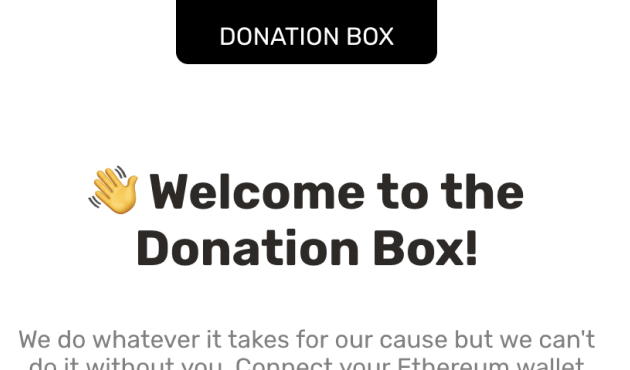 DONATION BOX
👋 Welcome to the
Donation Box!
We do whatever it takes for our cause but we can't
do it without you. Connect your Ethereum wallet